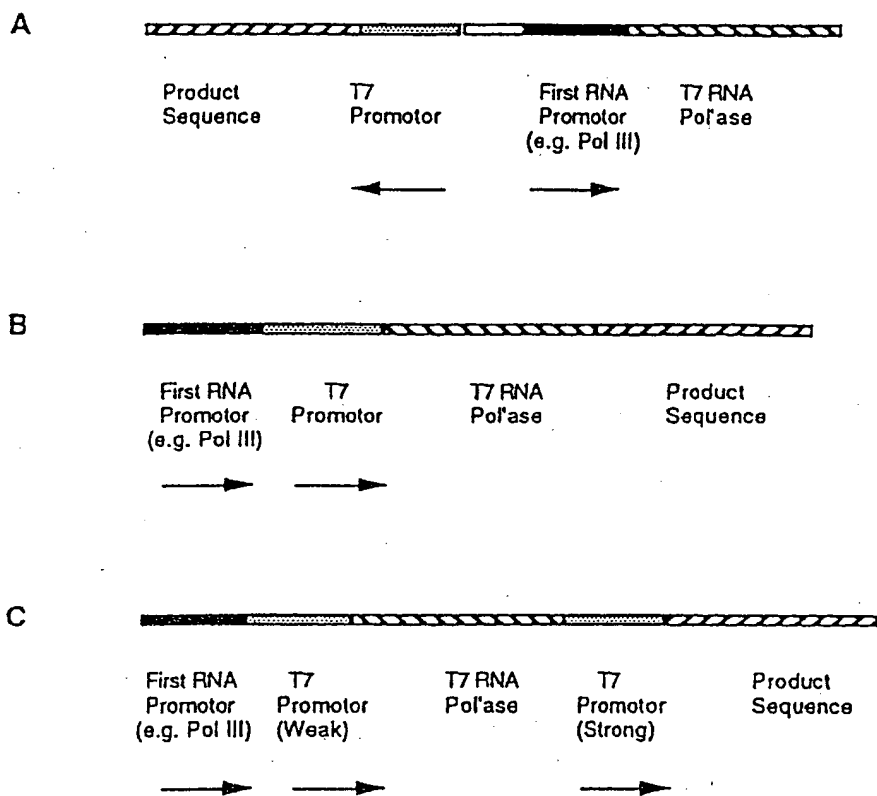 A
Product Sequence
T7 Promotor
First RNA Promotor (e.g. Pol III)
T7 RNA Pol'ase
B
First RNA Promotor (e.g. Pol III)
T7 Promotor
T7 RNA Pol'ase
Product Sequence
C
First RNA Promotor (e.g. Pol III)
T7 Promotor (Weak)
T7 RNA Pol'ase
T7 Promotor (Strong)
Product Sequence